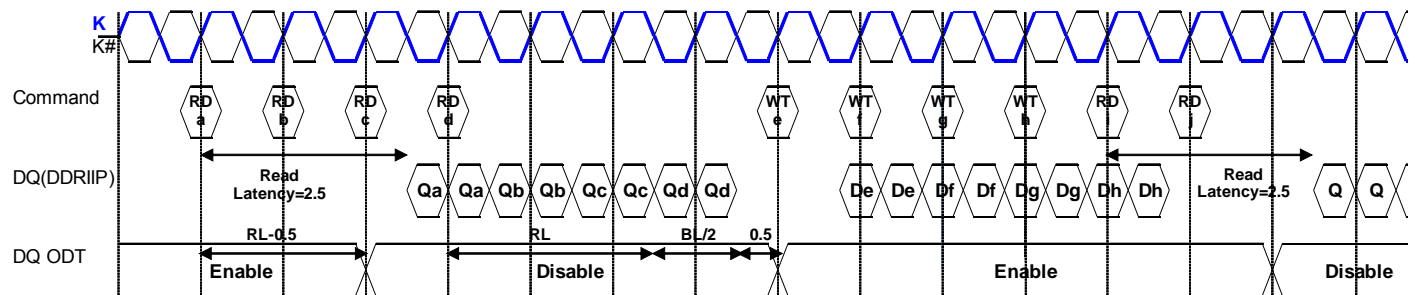 K
K#
Command
RD a
RD b
RD c
RD d
WT e
WT f
WT g
WT h
RD i
RD j
Read
Latency=2.5
Read
Latency=2.5
DQ(DDRIIP)
Qa Qa Qb Qb Qc Qc Qd Qd
De De Df Df Dg Dg Dh Dh
Q Q
RL-0.5
RL
BL/2
0.5
DQ ODT
Enable
Disable
Enable
Disable